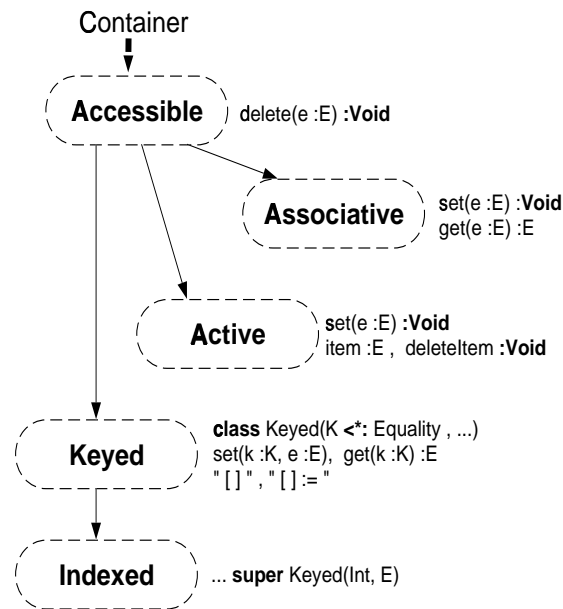 Container
Accessible delete(e :E) :Void
Associative
set(e :E) :Void
get(e :E) :E
Active
set(e :E) :Void
item :E , deleteItem :Void
Keyed
class Keyed(K <*: Equality , ...)
set(k :K, e :E), get(k :K) :E
" [ ] " , " [ ] := "
Indexed ... super Keyed(Int, E)